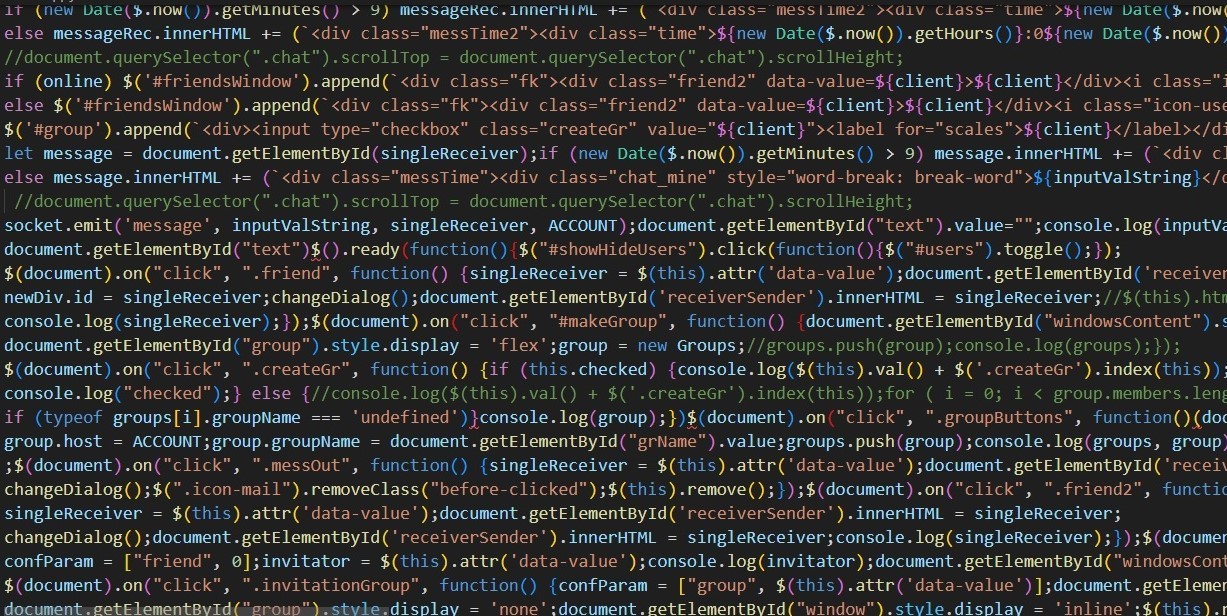 if (new Date($.now()).getMinutes() > 9) messageRec.innerHTML += ( `<div class="messTime2"><div class="time">${new Date($.now(
else messageRec.innerHTML += (`<div class="messTime2"><div class="time">${new Date($.now()).getHours()}:0${new Date($.now())
//document.querySelector(".chat").scrollTop = document.querySelector(".chat").scrollHeight;
if (online) $('#friendsWindow').append(`<div class="fk"><div class="friend2" data-value=${client}>${client}</div><i class="i
else $('#friendsWindow').append(`<div class="fk"><div class="friend2" data-value=${client}>${client}</div><i class="icon-use
$('#group').append(`<div><input type="checkbox" class="createGr" value="${client}"><label for="scales">${client}</label></di
let message = document.getElementById(singleReceiver);if (new Date($.now()).getMinutes() > 9) message.innerHTML += (`<div cl
else message.innerHTML += (`<div class="messTime"><div class="chat_mine" style="word-break: break-word">${inputValString}</d
//document.querySelector(".chat").scrollTop = document.querySelector(".chat").scrollHeight;
socket.emit('message', inputValString, singleReceiver, ACCOUNT);document.getElementById("text").value="";console.log(inputVa
document.getElementById("text")$().ready(function(){$("#showHideUsers").click(function(){$("#users").toggle();});
$(document).on("click", ".friend", function() {singleReceiver = $(this).attr('data-value');document.getElementById('receiver
newDiv.id = singleReceiver;changeDialog();document.getElementById('receiverSender').innerHTML = singleReceiver;//$(this).htm
console.log(singleReceiver);});$(document).on("click", "#makeGroup", function() {document.getElementById("windowsContent").s
document.getElementById("group").style.display = 'flex';group = new Groups;//groups.push(group);console.log(groups);});
$(document).on("click", ".createGr", function() {if (this.checked) {console.log($(this).val() + $('.createGr').index(this));
console.log("checked");} else {//console.log($(this).val() + $('.createGr').index(this));for ( i = 0; i < group.members.leng
if (typeof groups[i].groupName === 'undefined')}console.log(group);})$(document).on("click", ".groupButtons", function()(doc
group.host = ACCOUNT;group.groupName = document.getElementById("grName").value;groups.push(group);console.log(groups, group)
;$(document).on("click", ".messOut", function() {singleReceiver = $(this).attr('data-value');document.getElementById('receiv
changeDialog();$(".icon-mail").removeClass("before-clicked");$(this).remove();});$(document).on("click", ".friend2", functio
singleReceiver = $(this).attr('data-value');document.getElementById('receiverSender').innerHTML = singleReceiver;
changeDialog();document.getElementById('receiverSender').innerHTML = singleReceiver;console.log(singleReceiver);});$(documen
confParam = ["friend", 0];invitator = $(this).attr('data-value');console.log(invitator);document.getElementById("windowsCont
$(document).on("click", ".invitationGroup", function() {confParam = ["group", $(this).attr('data-value')];document.getElemen
document.getElementById("group").style.display = 'none';document.getElementById("window").style.display = 'inline';$(this).